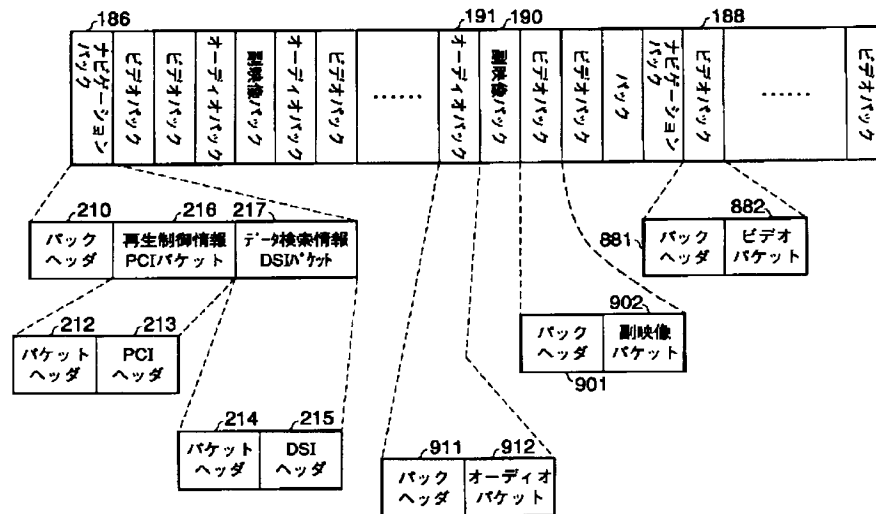 186
191
190
188
ナビゲーション
パック
ビデオパック
ビデオパック
オーディオパック
副映像パック
オーディオパック
ビデオパック
……
オーディオパック
副映像パック
ビデオパック
ビデオパック
パック
ナビゲーション
パック
ビデオパック
……
ビデオパック
210
216
217
パック
ヘッダ
再生制御情報
PCIパケット
データ検索情報
DSIパケット
881
882
パック
ヘッダ
ビデオ
パケット
212
213
パケット
ヘッダ
PCI
ヘッダ
902
パック
ヘッダ
副映像
パケット
901
214
215
パケット
ヘッダ
DSI
ヘッダ
911
912
パック
ヘッダ
オーディオ
パケット